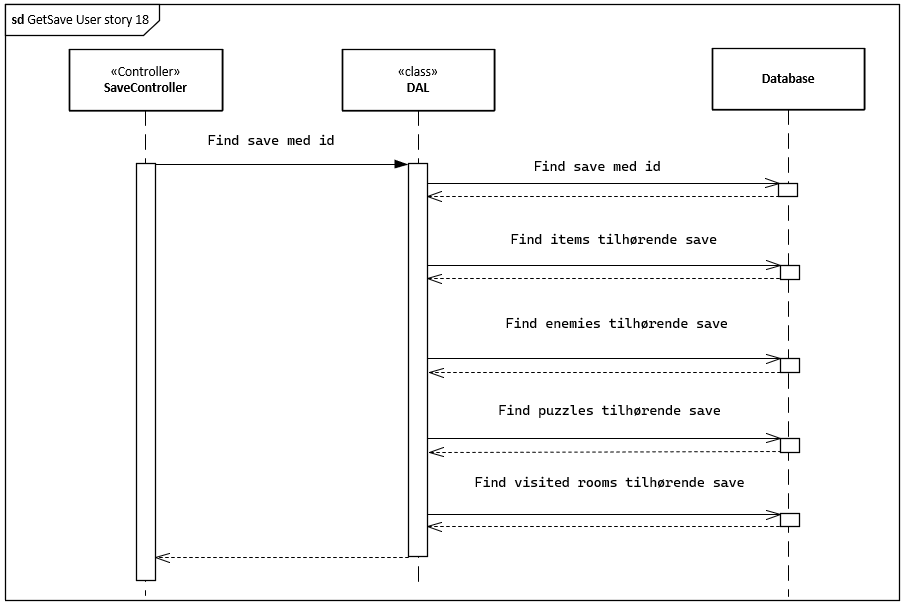 sd GetSave User story 18
«Controller»
SaveController
«class»
DAL
Database
Find save med id
Find save med id
Find items tilhørende save
Find enemies tilhørende save
Find puzzles tilhørende save
Find visited rooms tilhørende save